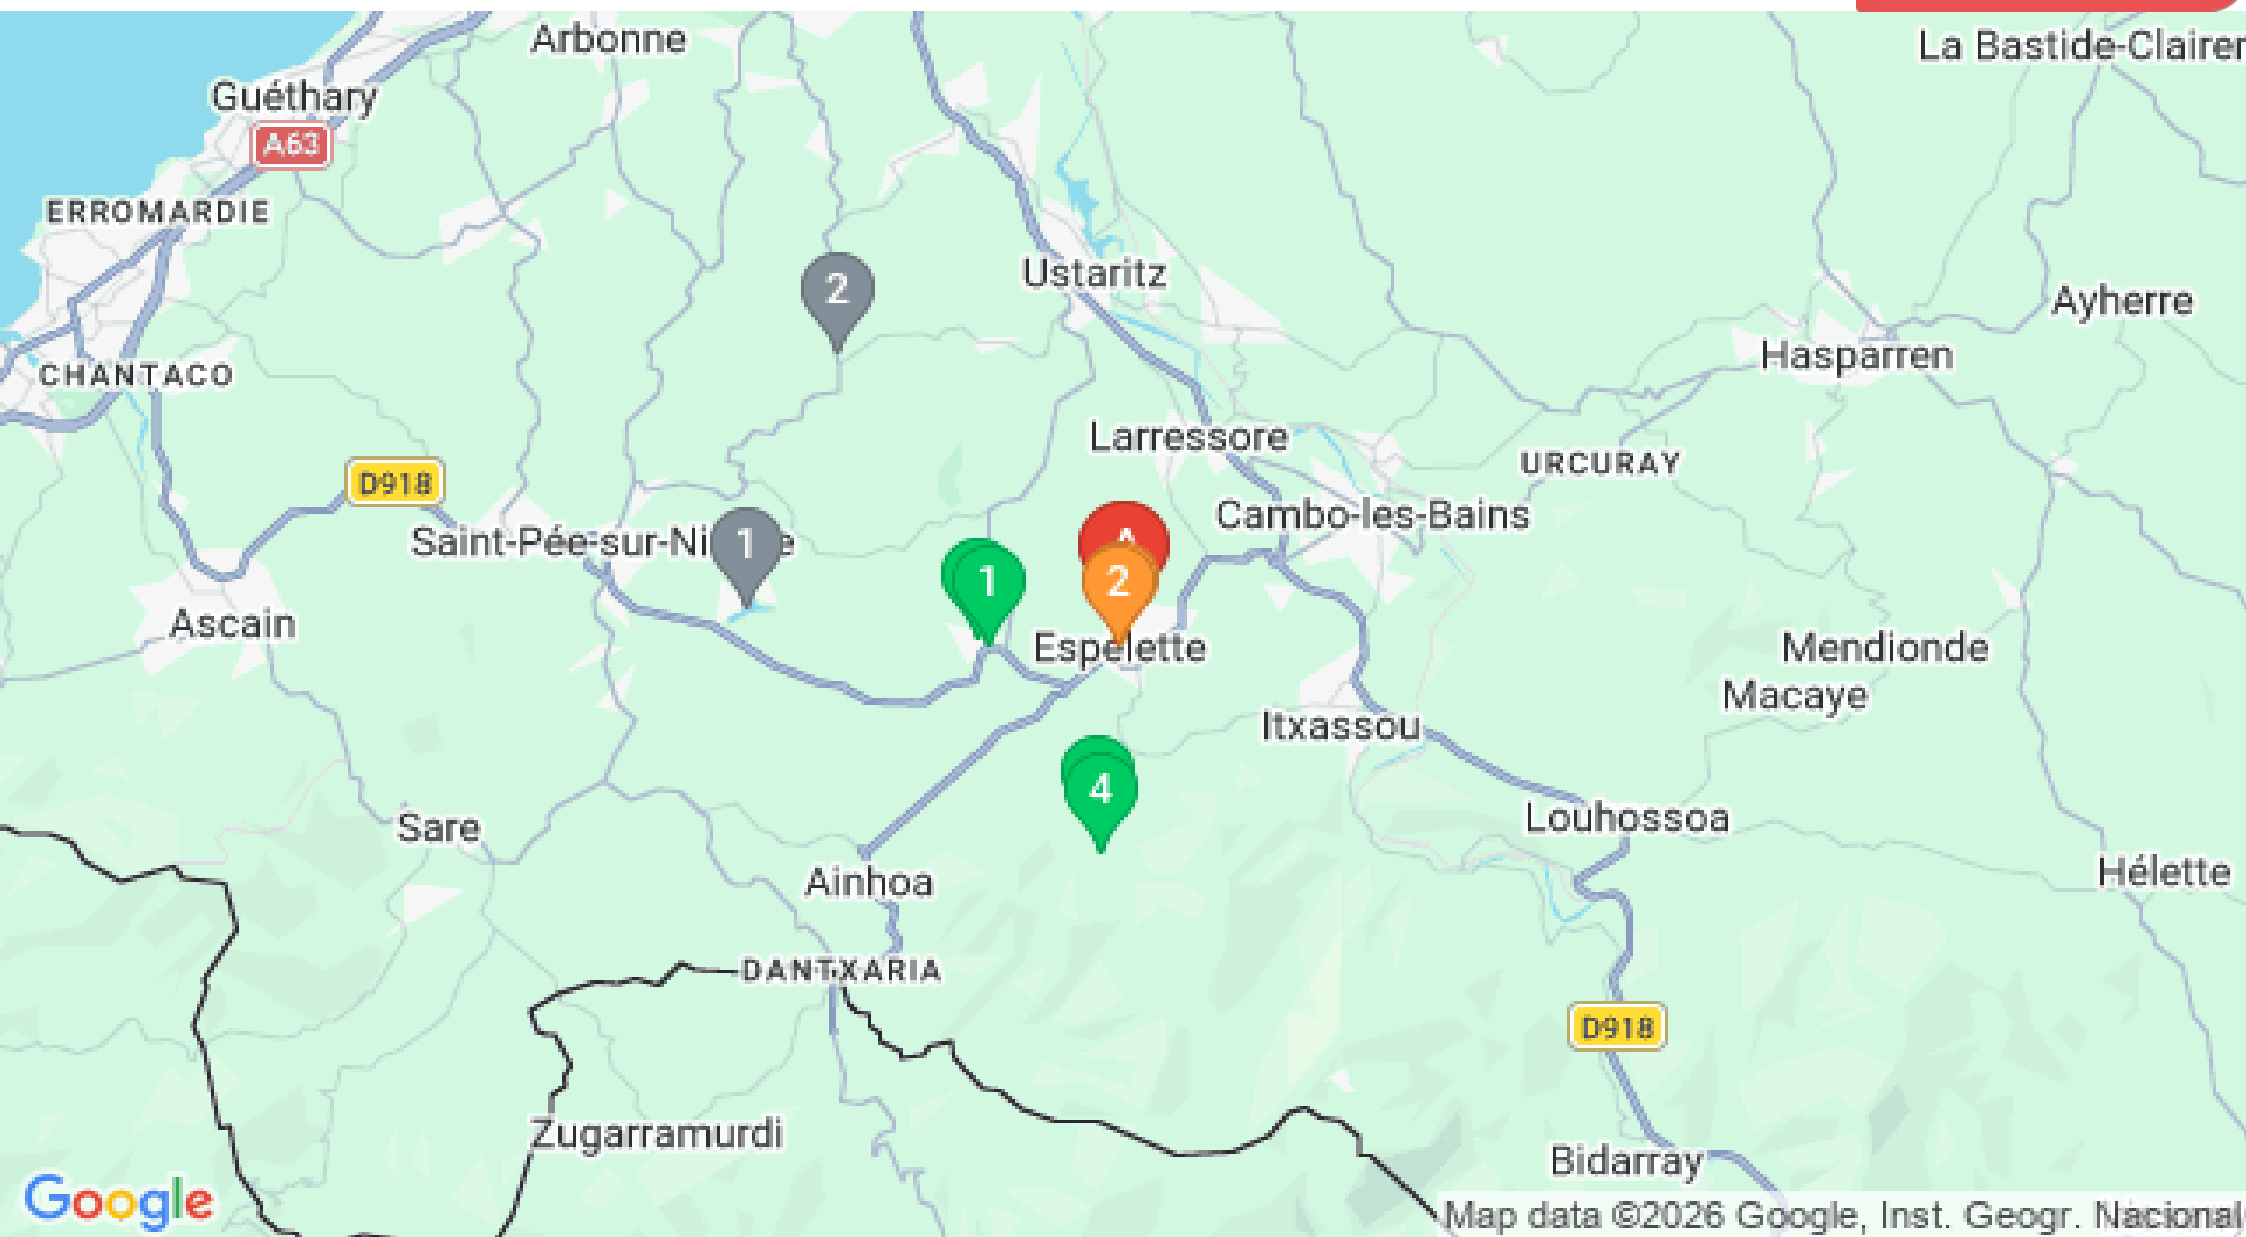 Arbonne
La Bastide-Clairen
Guéthary
A63
ERROMARDIE
Ustaritz
2
Ayherre
Hasparren
CHANTACO
Larressore
URCURAY
D918
Cambo-les-Bains
Saint-Pée-sur-Ni
e
1
A
1
2
Ascain
Espelette
Mendionde
Macaye
Itxassou
4
Sare
Louhossoa
Ainhoa
Hélette
DANTXARIA
D918
Zugarramurdi
Bidarray
Google
Map data ©2026 Google, Inst. Geogr. Nacional